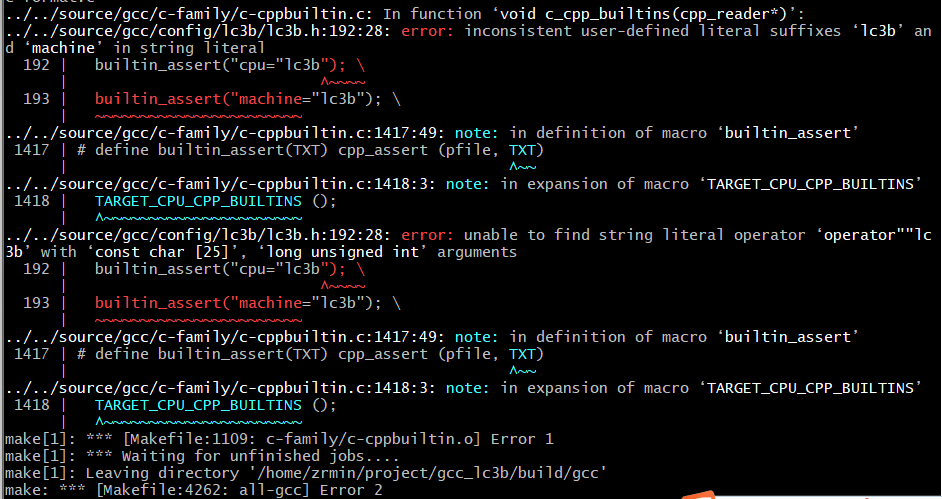 ../../source/gcc/c-family/c-cppbuiltin.c: In function ‘void c_cpp_builtins(cpp_reader*)’:
../../source/gcc/config/lc3b/lc3b.h:192:28: error: inconsistent user-defined literal suffixes ‘lc3b’ an
d ‘machine’ in string literal
  192 |   builtin_assert("cpu="lc3b"); \
      |                            ^~~~~
  193 |   builtin_assert("machine="lc3b"); \
      |   ~~~~~~~~~~~~~~~~~~~~~~~
../../source/gcc/c-family/c-cppbuiltin.c:1417:49: note: in definition of macro ‘builtin_assert’
 1417 | # define builtin_assert(TXT) cpp_assert (pfile, TXT)
      |                                                 ^~~
../../source/gcc/c-family/c-cppbuiltin.c:1418:3: note: in expansion of macro ‘TARGET_CPU_CPP_BUILTINS’
 1418 |   TARGET_CPU_CPP_BUILTINS ();
      |   ^~~~~~~~~~~~~~~~~~~~~~~
../../source/gcc/config/lc3b/lc3b.h:192:28: error: unable to find string literal operator ‘operator""lc
3b’ with ‘const char [25]’, ‘long unsigned int’ arguments
  192 |   builtin_assert("cpu="lc3b"); \
      |                            ^~~~~
  193 |   builtin_assert("machine="lc3b"); \
      |   ~~~~~~~~~~~~~~~~~~~~~~~
../../source/gcc/c-family/c-cppbuiltin.c:1417:49: note: in definition of macro ‘builtin_assert’
 1417 | # define builtin_assert(TXT) cpp_assert (pfile, TXT)
      |                                                 ^~~
../../source/gcc/c-family/c-cppbuiltin.c:1418:3: note: in expansion of macro ‘TARGET_CPU_CPP_BUILTINS’
 1418 |   TARGET_CPU_CPP_BUILTINS ();
      |   ^~~~~~~~~~~~~~~~~~~~~~~
make[1]: *** [Makefile:1109: c-family/c-cppbuiltin.o] Error 1
make[1]: *** Waiting for unfinished jobs....
make[1]: Leaving directory '/home/zrmin/project/gcc_lc3b/build/gcc'
make: *** [Makefile:4262: all-gcc] Error 2